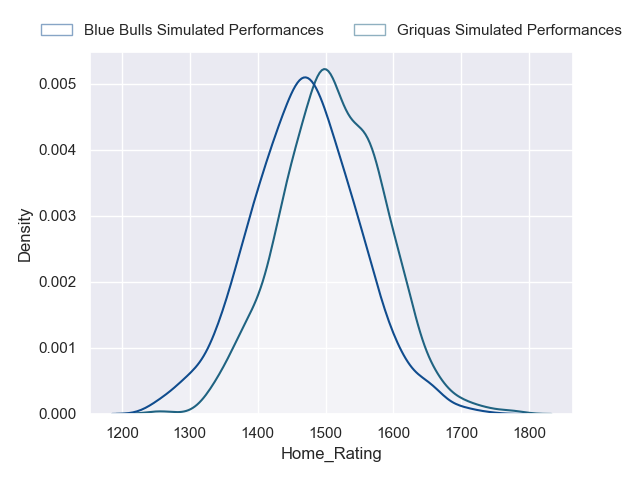 Blue Bulls Simulated Performances
Griquas Simulated Performances
0.005
0.004
0.003
0.002
0.001
0.000
Density
1200 1300 1400 1500 1600 1700 1800
Home_Rating